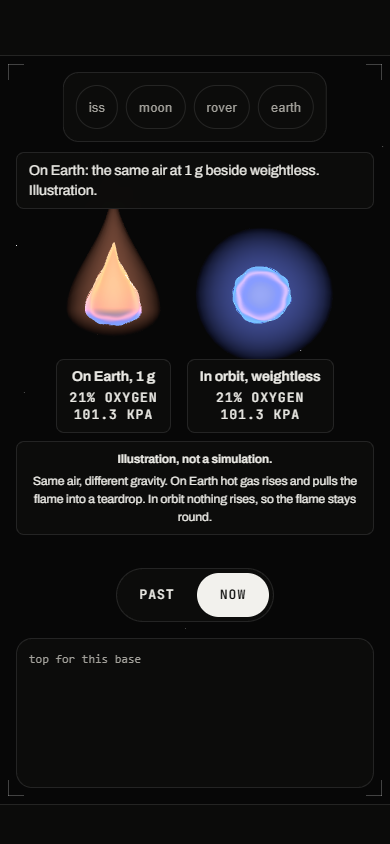 iss
moon
rover
earth
On Earth: the same air at 1 g beside weightless.
Illustration.
On Earth, 1 g
21% OXYGEN
101.3 KPA
In orbit, weightless
21% OXYGEN
101.3 KPA
Illustration, not a simulation.
Same air, different gravity. On Earth hot gas rises and pulls the
flame into a teardrop. In orbit nothing rises, so the flame stays
round.
PAST
NOW
top for this base